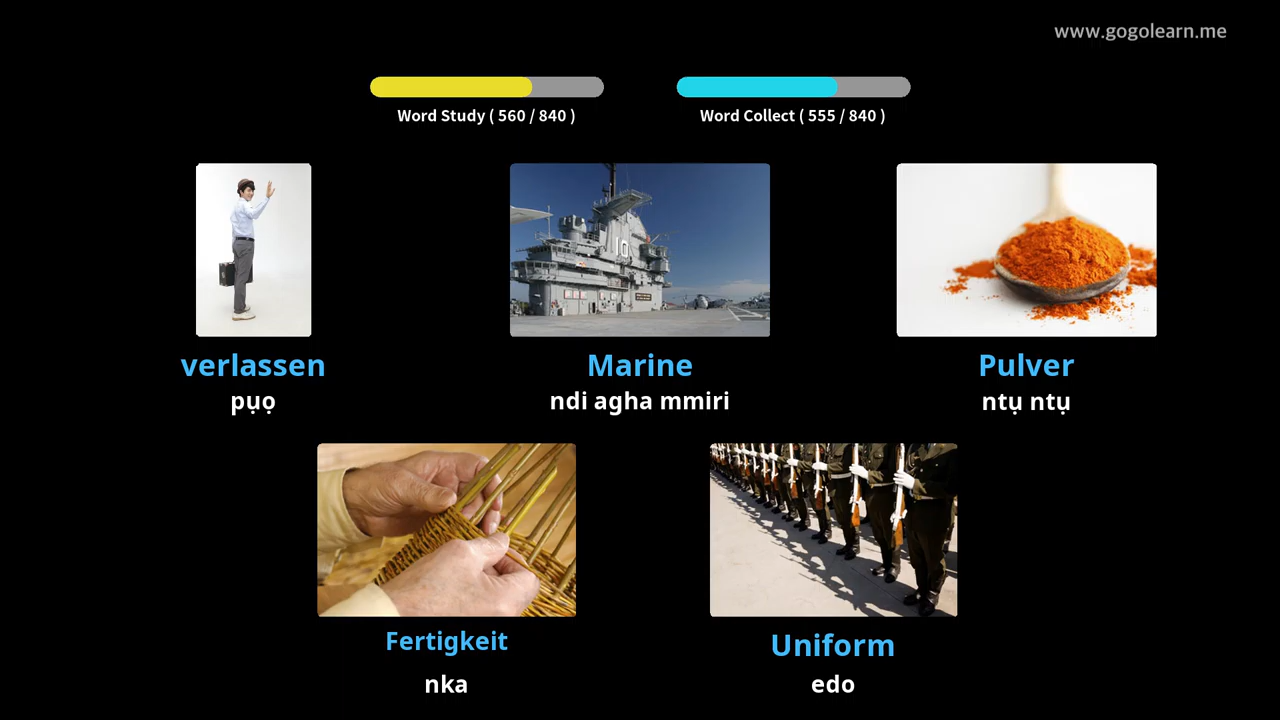 www.gogolearn.me
Word Study ( 560 / 840 )
Word Collect ( 555 / 840 )
verlassen
pụọ
Marine
ndi agha mmiri
Pulver
ntụ ntụ
Fertigkeit
nka
Uniform
edo